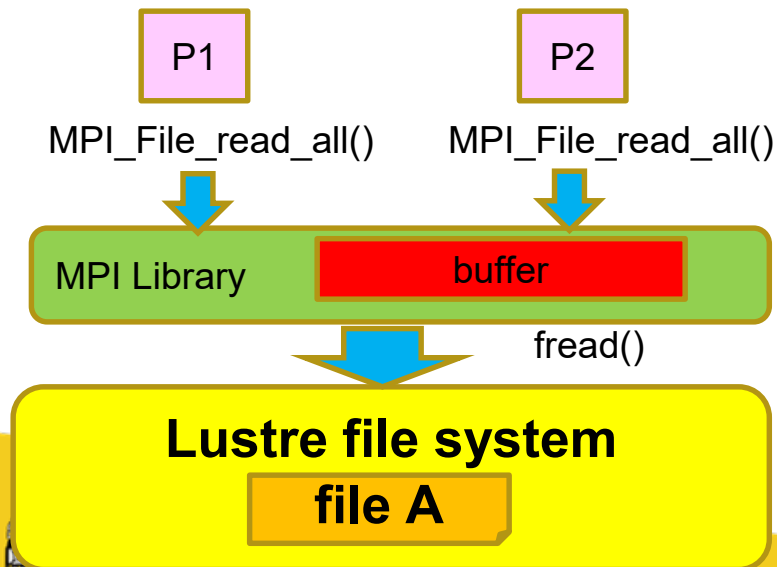 P1 P2
MPI_File_read_all() MPI_File_read_all()
MPI Library buffer
fread()
Lustre file system
file A